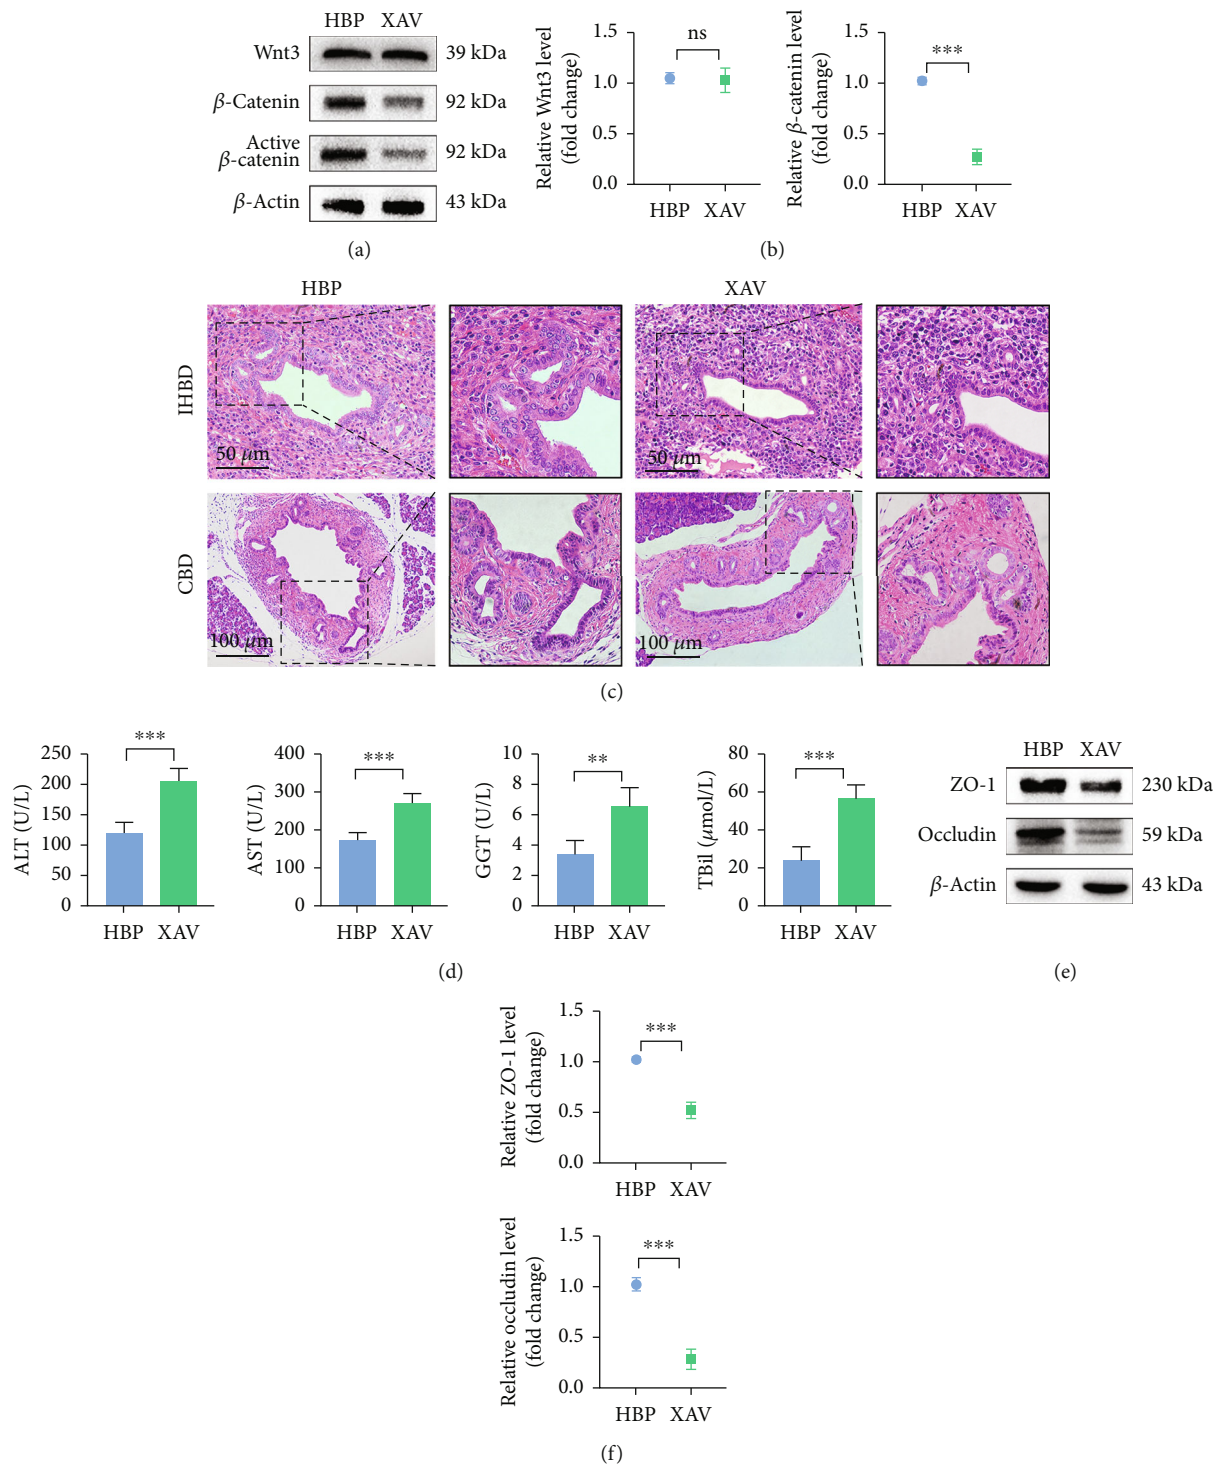 HBP XAV
Wnt3 39 kDa
β-Catenin 92 kDa
Active
β-catenin 92 kDa
β-Actin 43 kDa
(a)
Relative Wnt3 level
(fold change)
1.5
1.0
0.5
0.0
ns
HBP XAV
Relative β-catenin level
(fold change)
1.5
1.0
0.5
0.0
***
HBP XAV
(b)
HBP XAV
IHBD
50 μm
50 μm
CBD
100 μm
100 μm
(c)
ALT (U/L)
250
200
150
100
50
0
***
HBP XAV
AST (U/L)
400
300
200
100
0
***
HBP XAV
GGT (U/L)
10
8
6
4
2
0
**
HBP XAV
TBil (μmol/L)
80
60
40
20
0
***
HBP XAV
(d)
HBP XAV
ZO-1 230 kDa
Occludin 59 kDa
β-Actin 43 kDa
(e)
Relative ZO-1 level
(fold change)
1.5
1.0
0.5
0.0
***
HBP XAV
Relative occludin level
(fold change)
1.5
1.0
0.5
0.0
***
HBP XAV
(f)